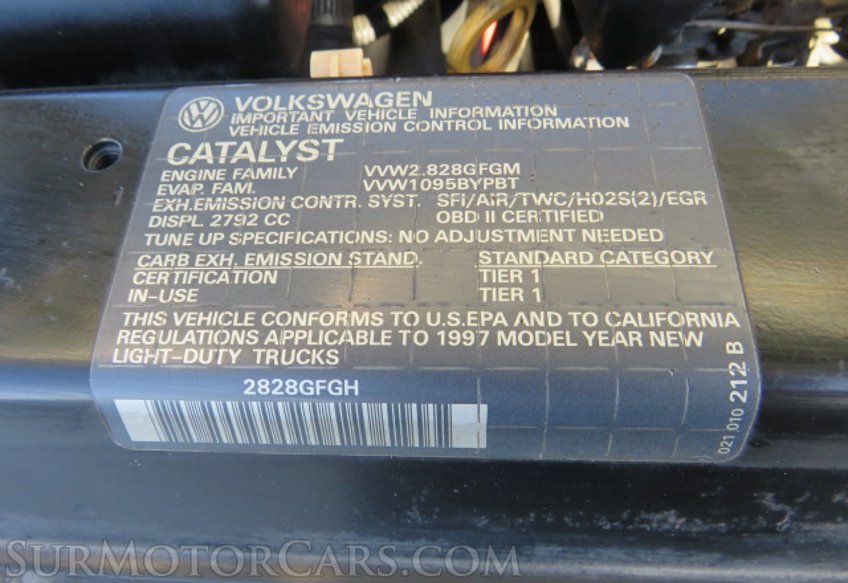 VOLKSWAGEN
IMPORTANT VEHICLE INFORMATION
VEHICLE EMISSION CONTROL INFORMATION
CATALYST
ENGINE FAMILY VVW2.828GFGM
EVAP. FAM. VVW1095BYPBT
EXH.EMISSION CONTR. SYST. SFI/AIR/TWC/H02S(2)/EGR
DISPL. 2792 CC OBD II CERTIFIED
TUNE UP SPECIFICATIONS: NO ADJUSTMENT NEEDED
CARB EXH. EMISSION STAND. STANDARD CATEGORY
CERTIFICATION TIER 1
IN-USE TIER 1
THIS VEHICLE CONFORMS TO U.S.EPA AND TO CALIFORNIA
REGULATIONS APPLICABLE TO 1997 MODEL YEAR NEW
LIGHT-DUTY TRUCKS
2828GFGH
021 010 212 B
SurMotorCars.com